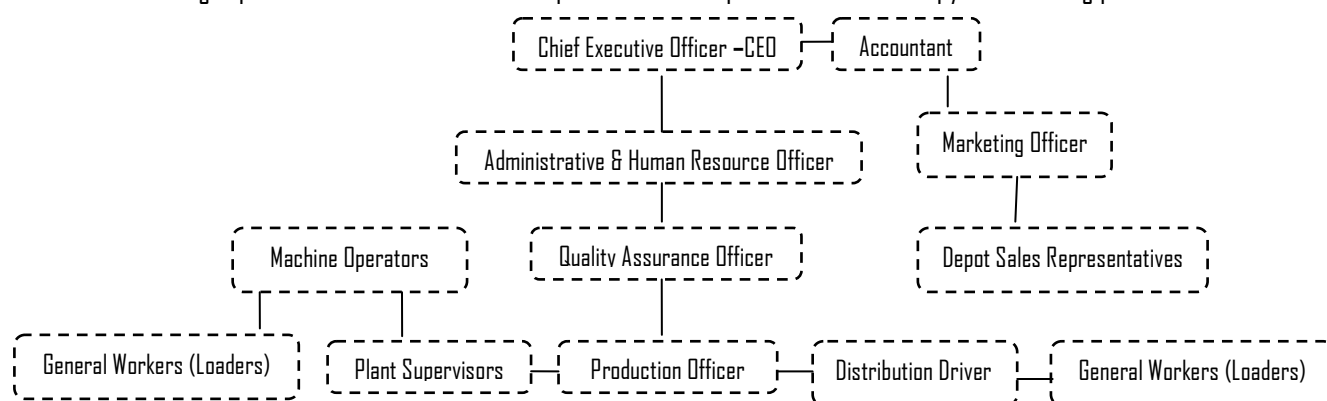 Chief Executive Officer –CEO
Accountant
Marketing Officer
Administrative & Human Resource Officer
Machine Operators
Quality Assurance Officer
Depot Sales Representatives
General Workers (Loaders)
Plant Supervisors
Production Officer
Distribution Driver
General Workers (Loaders)